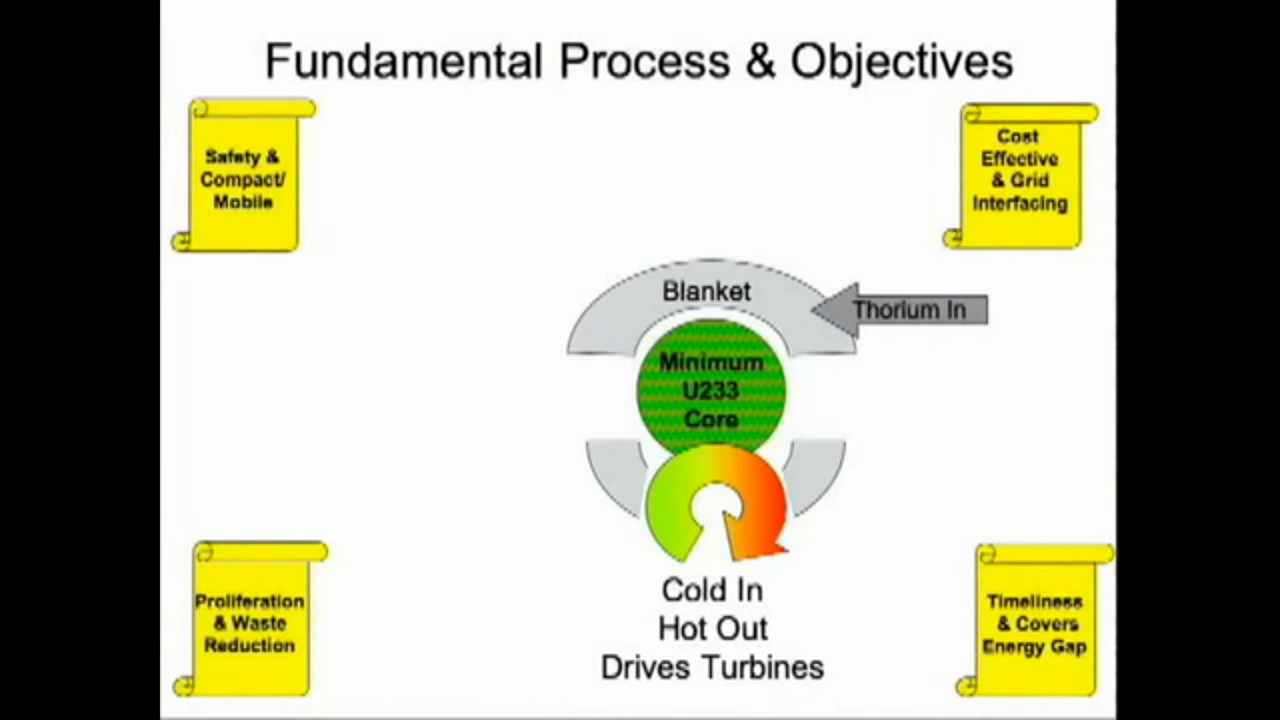 Fundamental Process & Objectives
Safety &
Compact/
Mobile
Cost
Effective
& Grid
Interfacing
Blanket
Thorium In
Minimum
U233
Core
Cold In
Hot Out
Drives Turbines
Proliferation
& Waste
Reduction
Timeliness
& Covers
Energy Gap